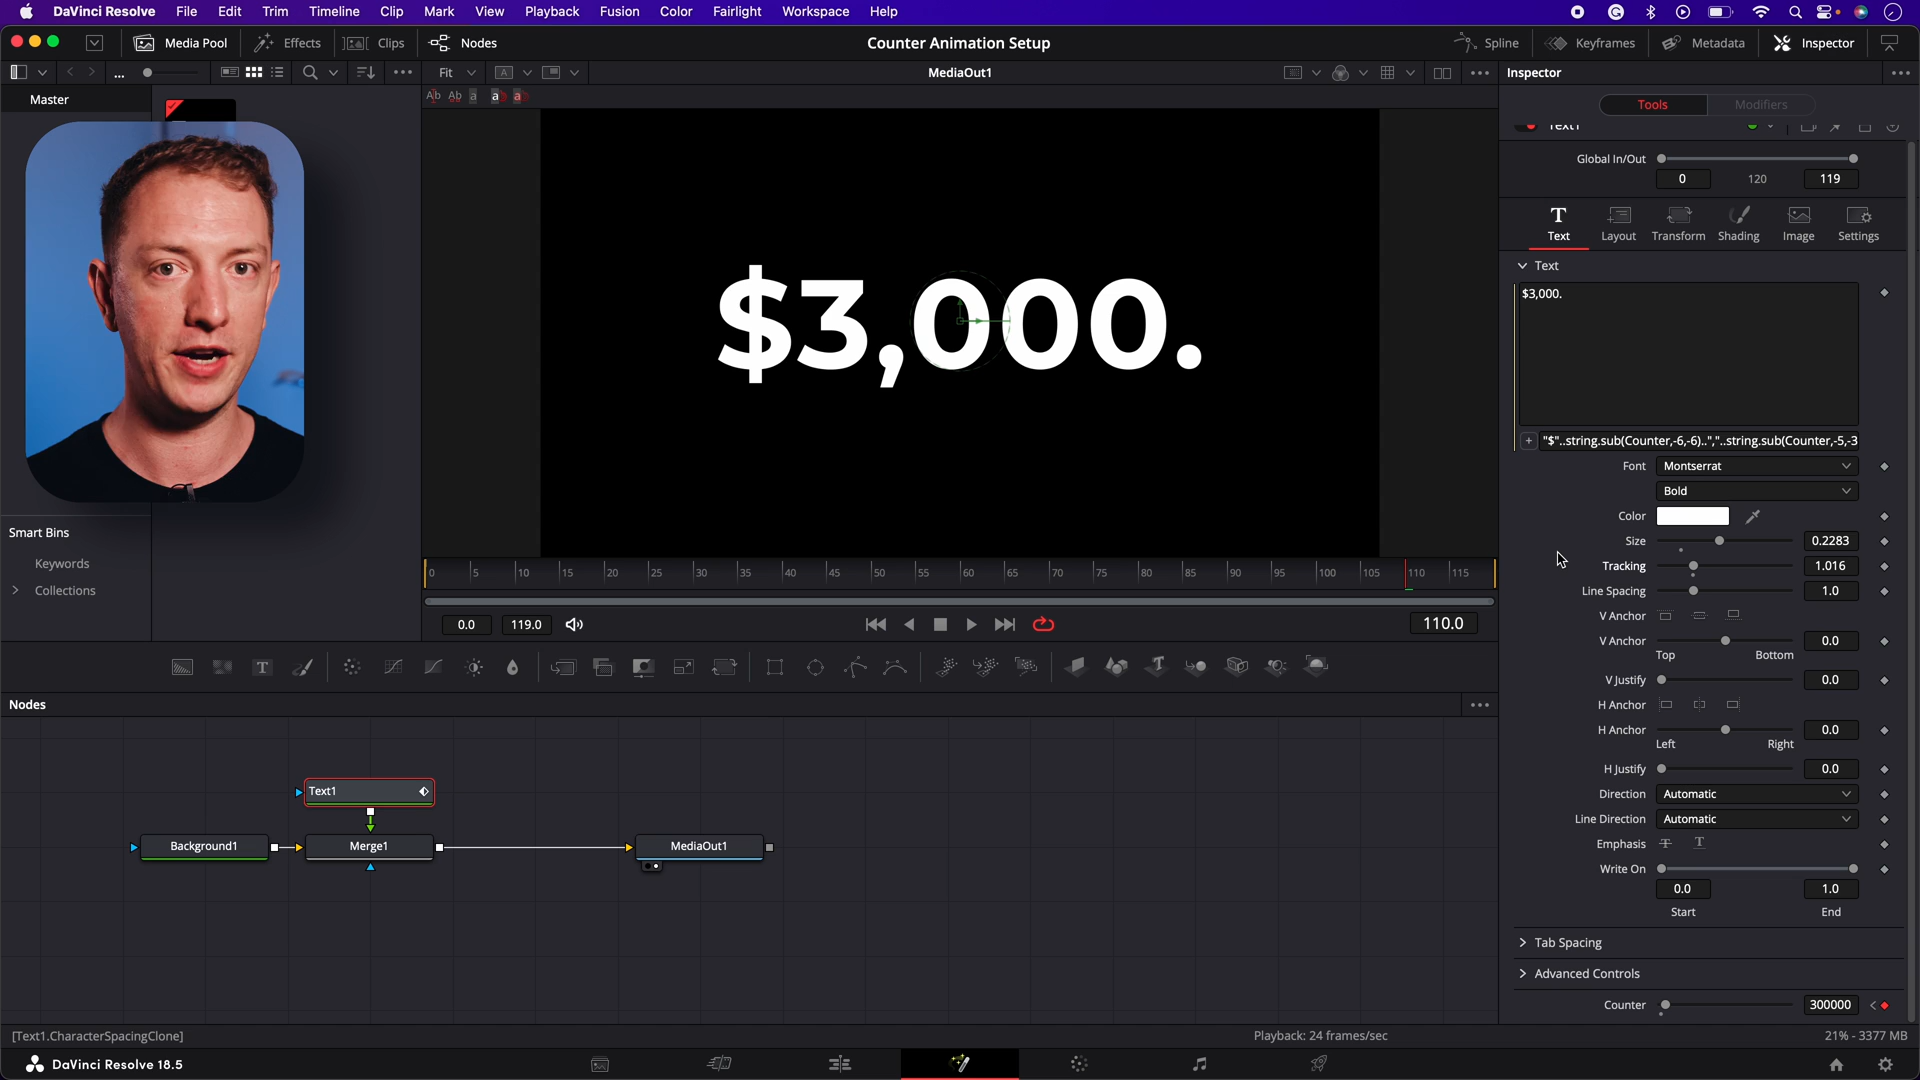 DaVinci Resolve File Edit Trim Timeline Clip Mark View Playback Fusion Color Fairlight Workspace Help
Media Pool Effects Clips Nodes Counter Animation Setup Spline Keyframes Metadata Inspector
Fit MediaOut1 Inspector
Master
Tools Modifiers
Text1
Global In/Out
0 120 119
Text Layout Transform Shading Image Settings
Text
$3,000.
$3,000.
"$"..string.sub(Counter,-6,-6)..","..string.sub(Counter,-5,-3
Font Montserrat
Bold
Color
Size 0.2283
Tracking 1.016
Line Spacing 1.0
V Anchor
V Anchor 0.0
Top Bottom
V Justify 0.0
H Anchor
H Anchor 0.0
Left Right
H Justify 0.0
Direction Automatic
Line Direction Automatic
Emphasis
Write On
0.0 1.0
Start End
Tab Spacing
Advanced Controls
Counter 300000
Smart Bins
Keywords
Collections
0 5 10 15 20 25 30 35 40 45 50 55 60 65 70 75 80 85 90 95 100 105 110 115
0.0 119.0 110.0
Nodes
Text1
Background1 Merge1 MediaOut1
[Text1.CharacterSpacingClone] Playback: 24 frames/sec 21% - 3377 MB
DaVinci Resolve 18.5